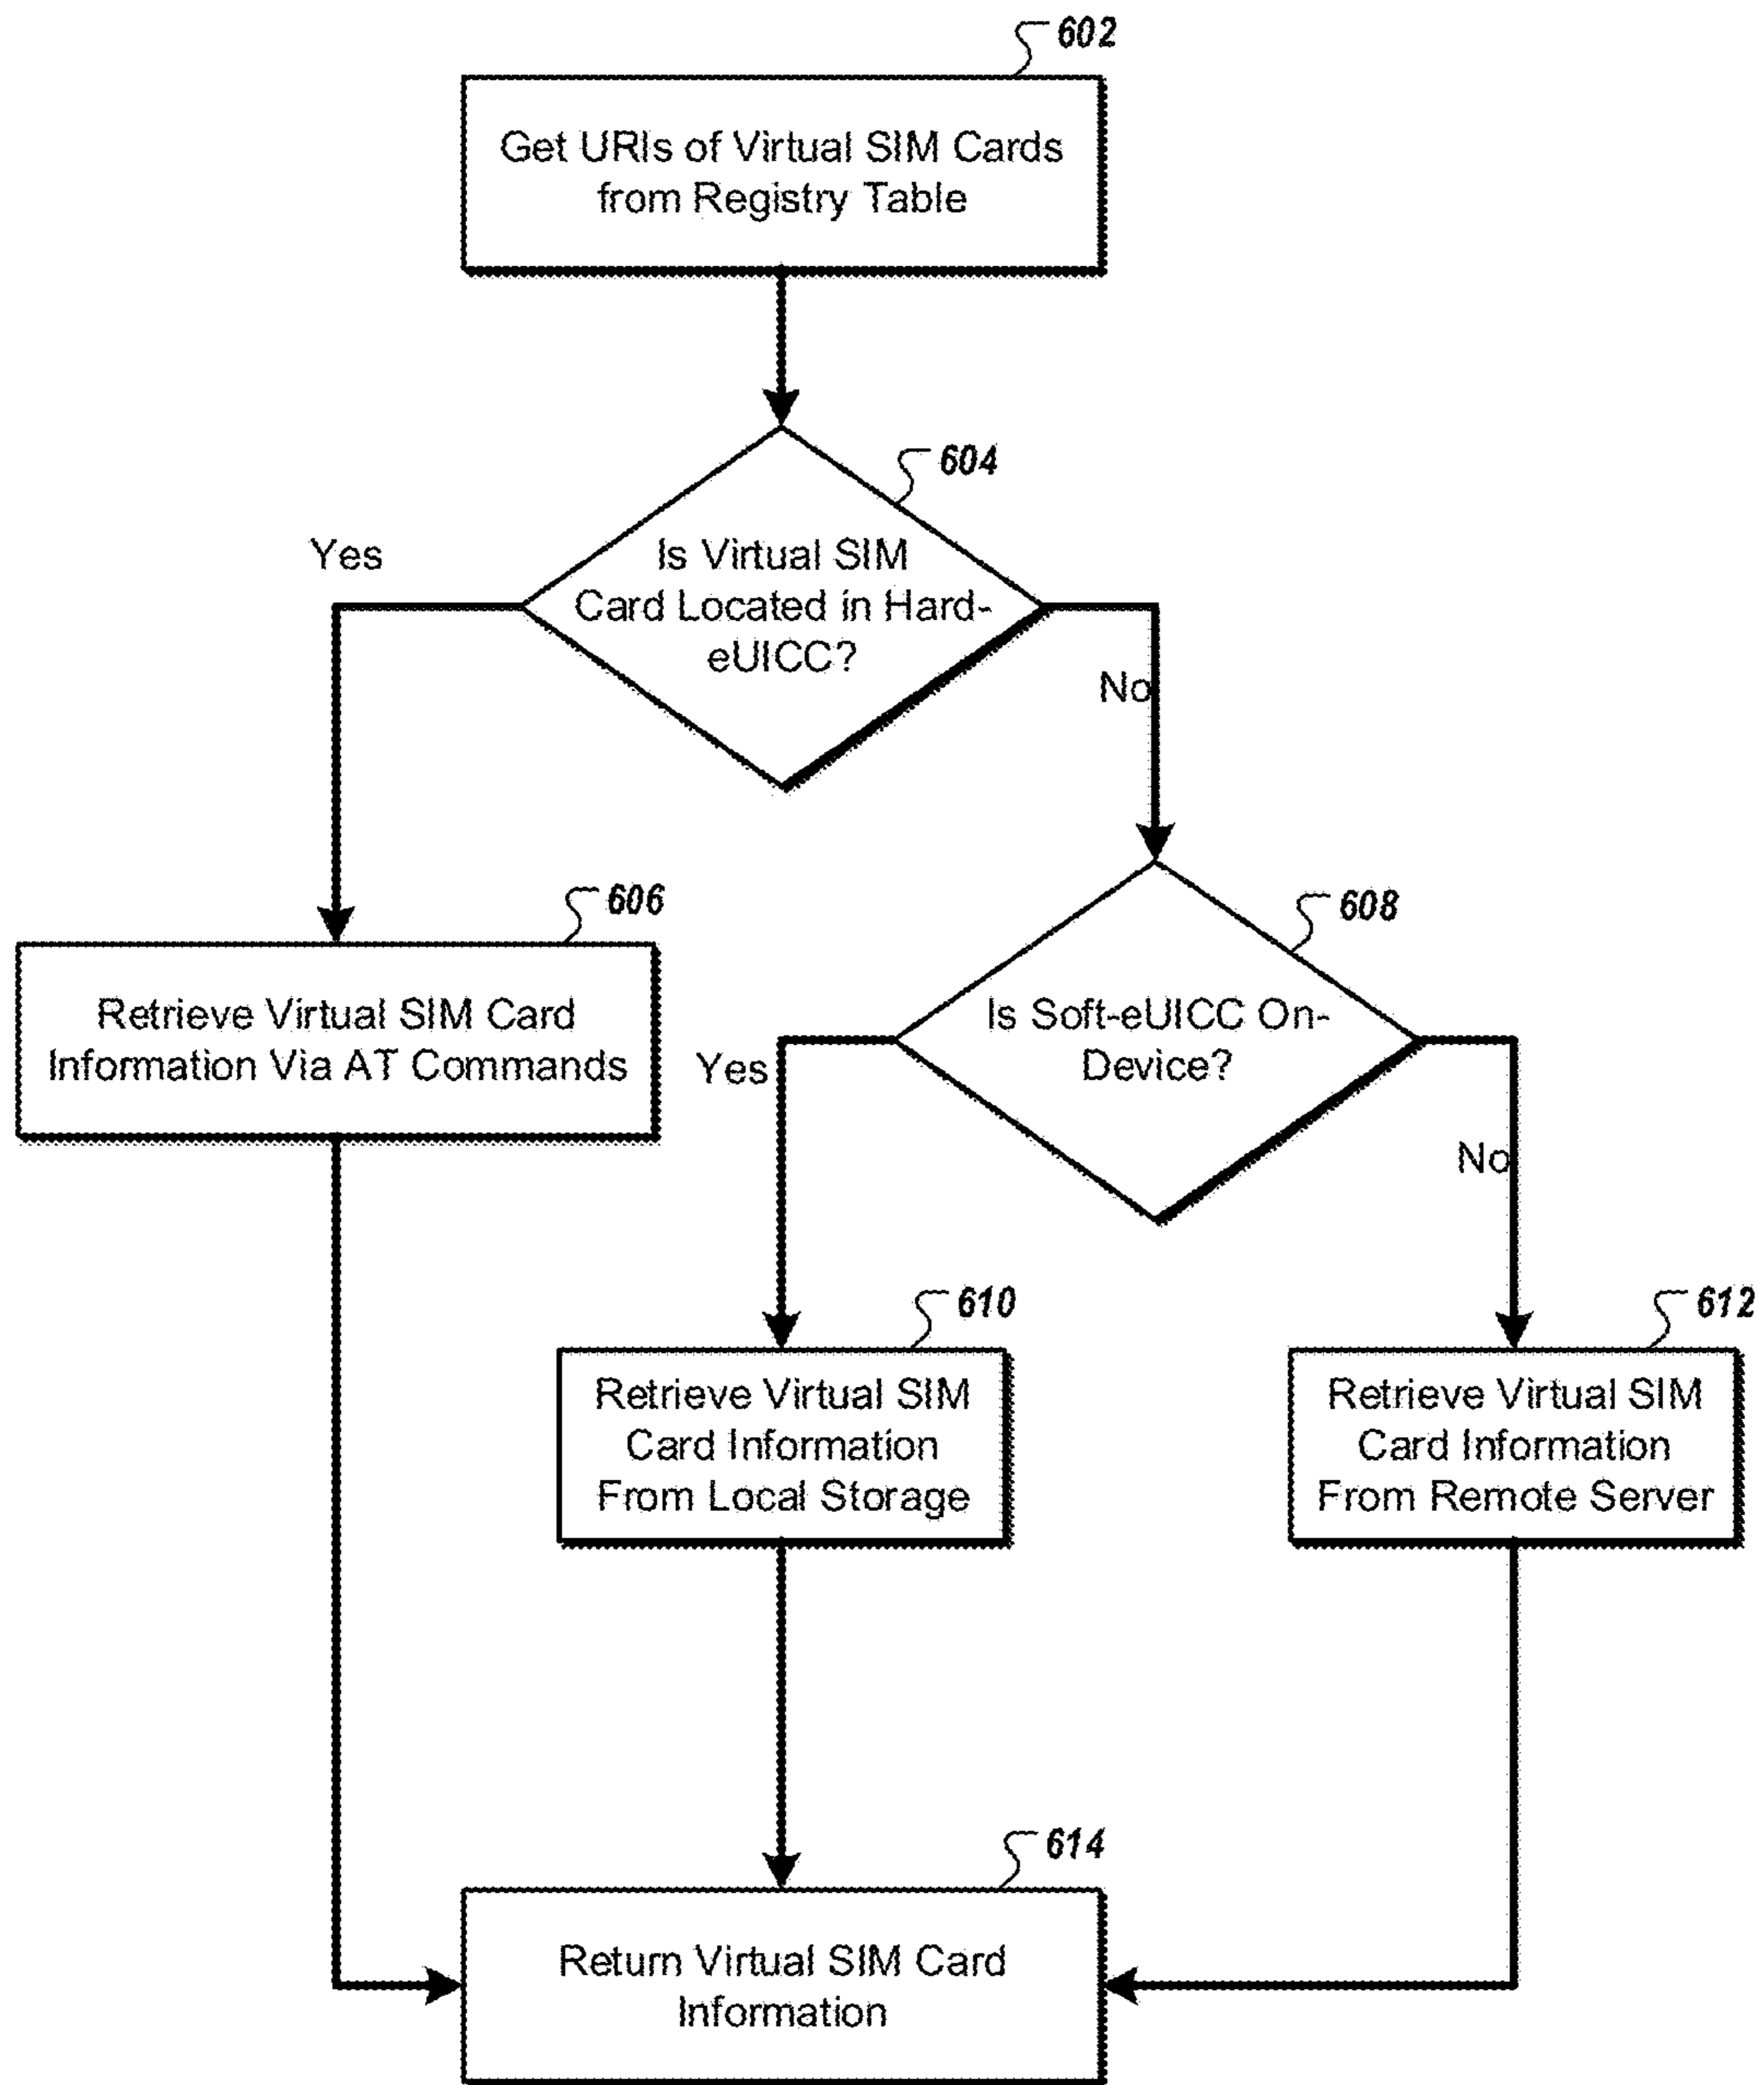 602
Get URIs of Virtual SIM Cards
from Registry Table
604
Is Virtual SIM
Card Located in Hard-
eUICC?
Yes
No
606
Retrieve Virtual SIM Card
Information Via AT Commands
608
Is Soft-eUICC On-
Device?
Yes
No
610
Retrieve Virtual SIM
Card Information
From Local Storage
612
Retrieve Virtual SIM
Card Information
From Remote Server
614
Return Virtual SIM Card
Information